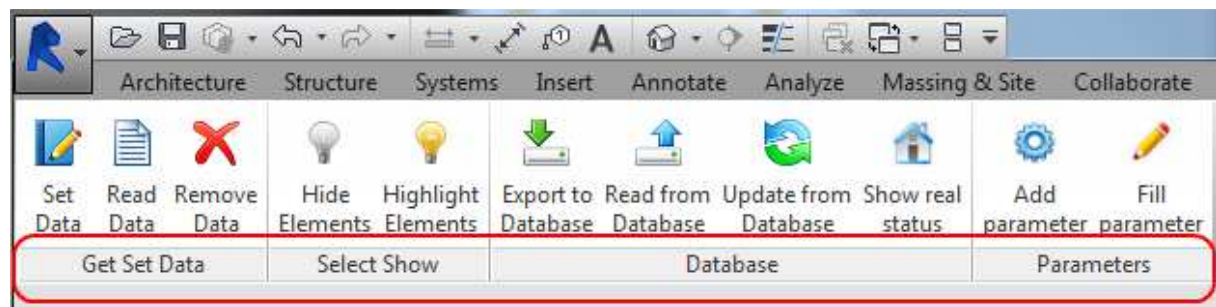 Architecture Structure Systems Insert Annotate Analyze Massing & Site Collaborate
Set Read Remove Hide Highlight Export to Read from Update from Show real Add Fill
Data Data Data Elements Elements Database Database Database status parameter parameter
Get Set Data Select Show Database Parameters